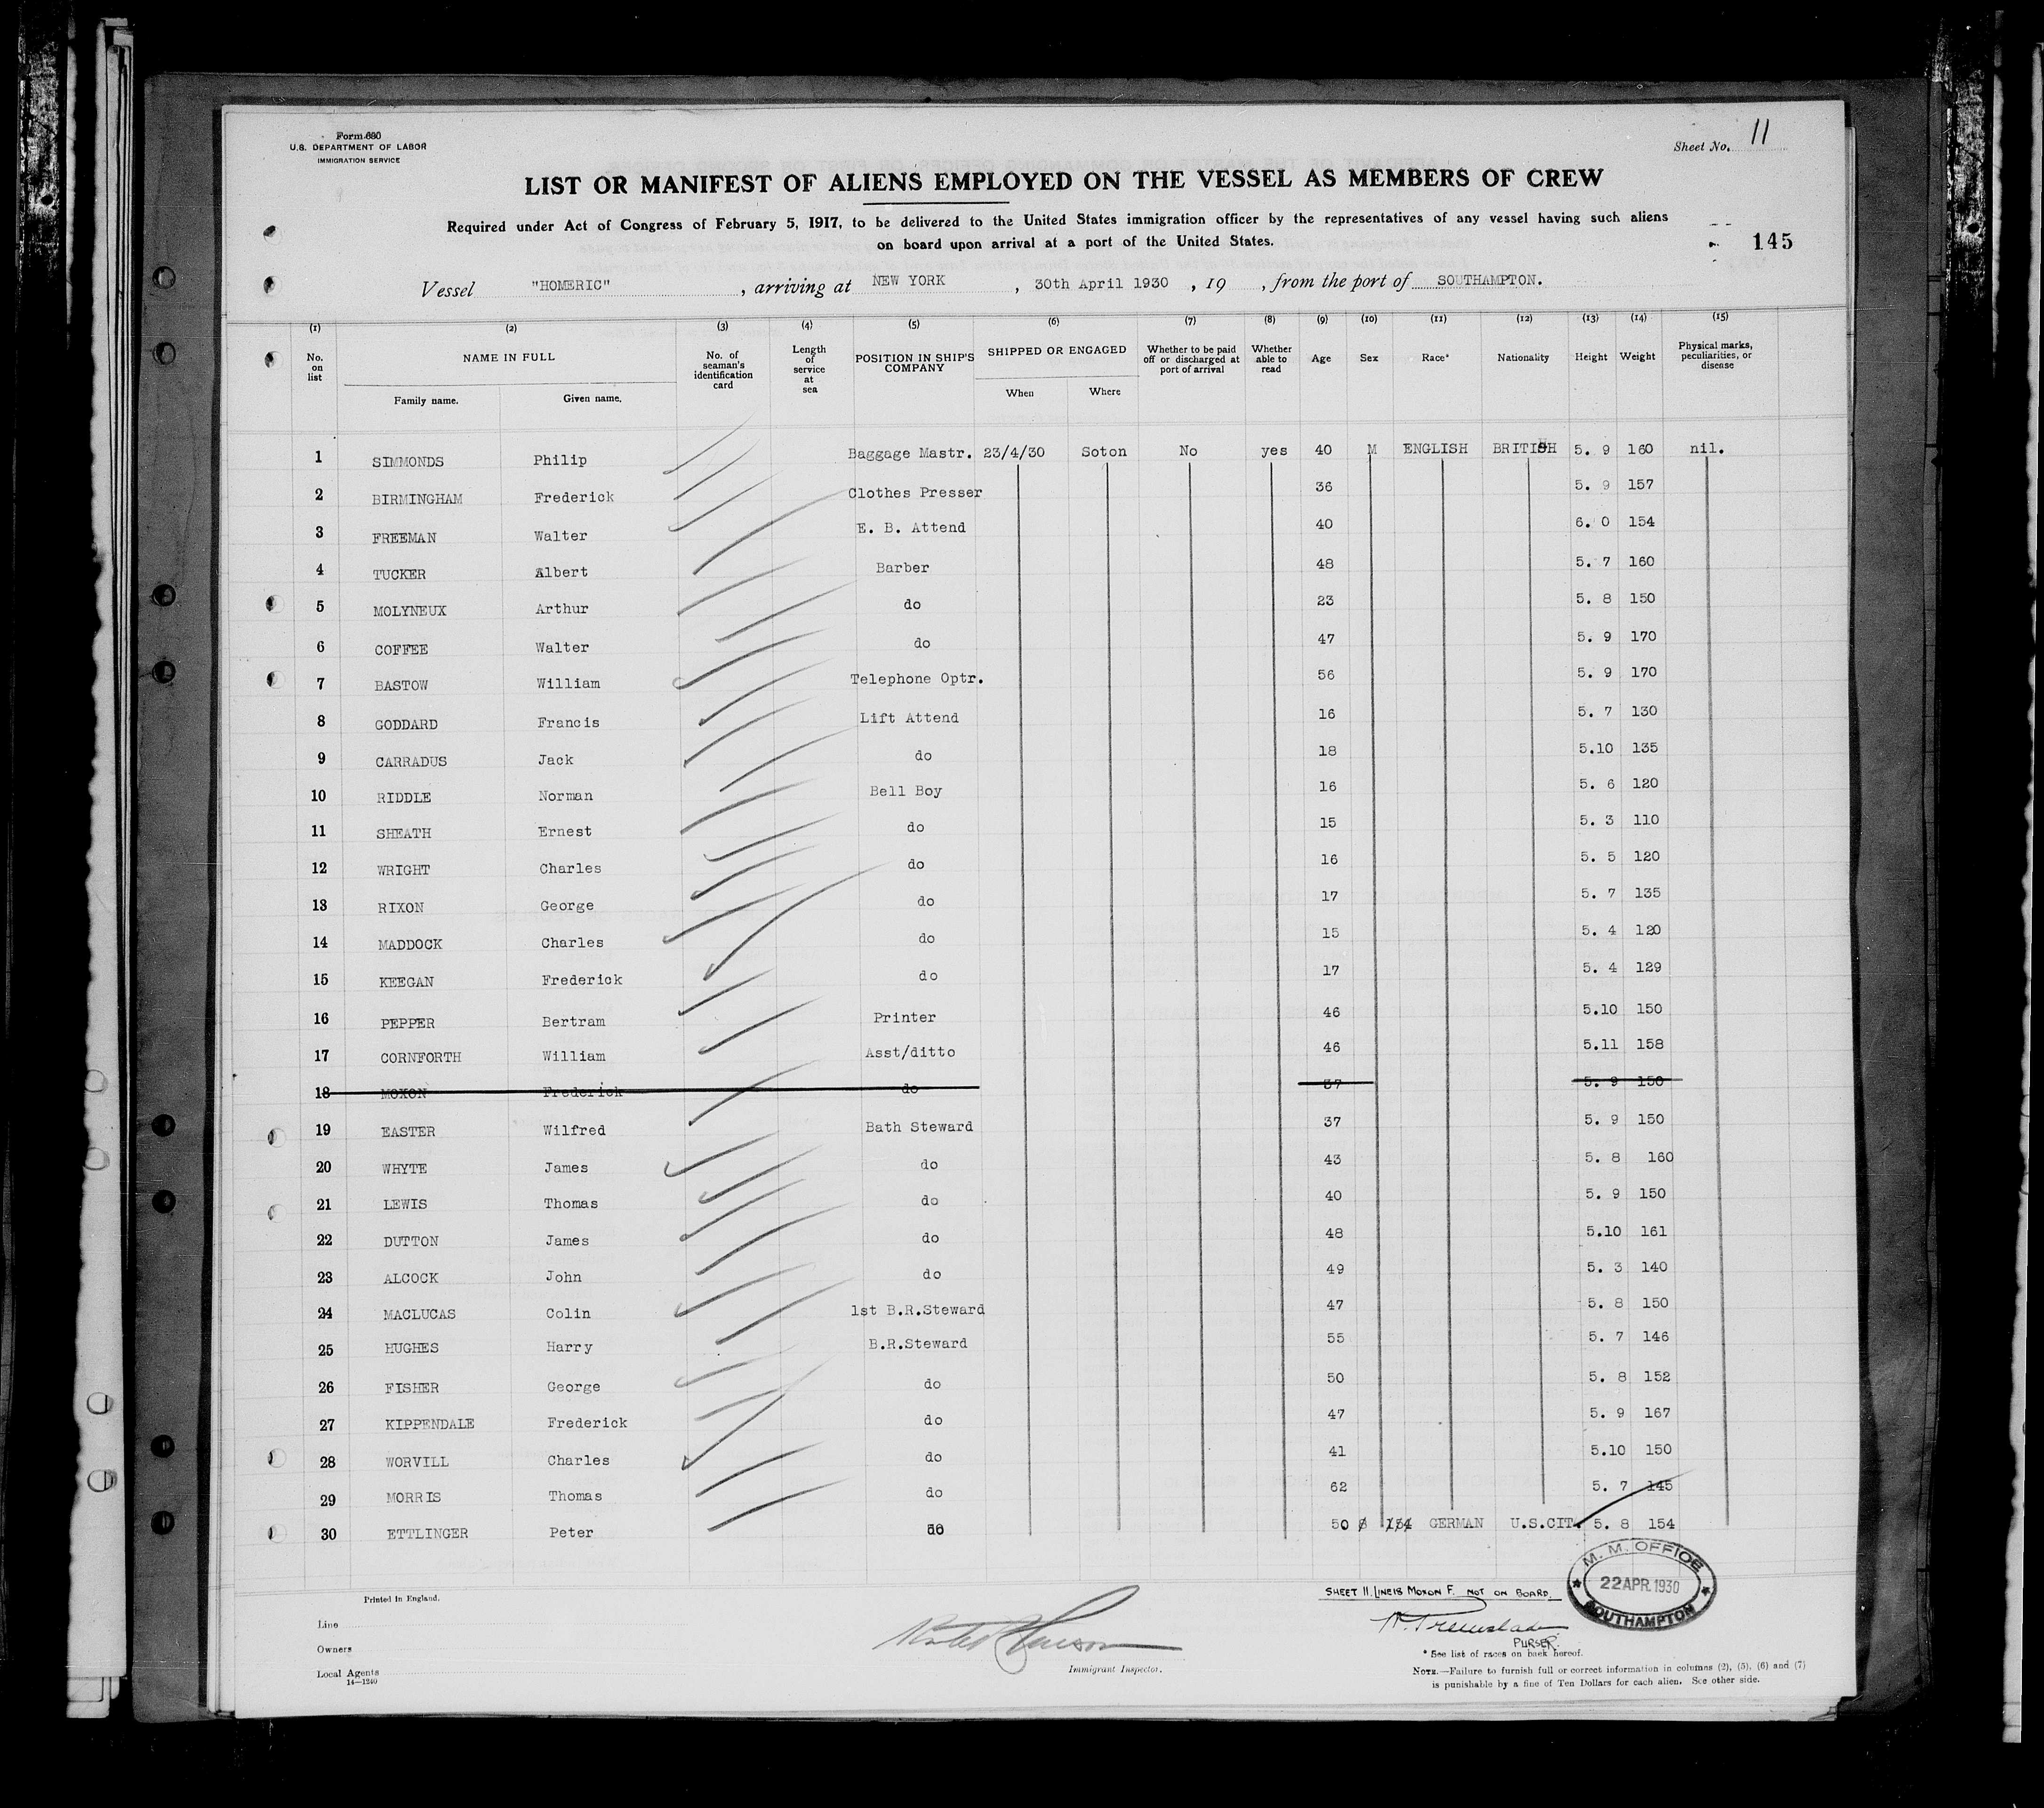 Form 680
U.S. DEPARTMENT OF LABOR
IMMIGRATION SERVICE
Sheet No. 11
LIST OR MANIFEST OF ALIENS EMPLOYED ON THE VESSEL AS MEMBERS OF CREW
Required under Act of Congress of February 5, 1917, to be delivered to the United States immigration officer by the representatives of any vessel having such aliens
on board upon arrival at a port of the United States.
145
Vessel "HOMERIC", arriving at NEW YORK, 30th April 1930, 19, from the port of SOUTHAMPTON.
(1) (2) (3) (4) (5) (6) (7) (8) (9) (10) (11) (12) (13) (14) (15)
No. on list NAME IN FULL Family name. Given name. No. of seaman's identification card Length of service at sea POSITION IN SHIP'S COMPANY SHIPPED OR ENGAGED When Where Whether to be paid off or discharged at port of arrival Whether able to read Age Sex Race* Nationality Height Weight Physical marks, peculiarities, or disease
1 SIMMONDS Philip Baggage Mastr. 23/4/30 Soton No yes 40 M ENGLISH BRITISH 5. 9 160 nil.
2 BIRMINGHAM Frederick Clothes Presser 36 5. 9 157
3 FREEMAN Walter E. B. Attend 40 6. 0 154
4 TUCKER Albert Barber 48 5. 7 160
5 MOLYNEUX Arthur do 23 5. 8 150
6 COFFEE Walter do 47 5. 9 170
7 BASTOW William Telephone Optr. 56 5. 9 170
8 GODDARD Francis Lift Attend 16 5. 7 130
9 CARRADUS Jack do 18 5.10 135
10 RIDDLE Norman Bell Boy 16 5. 6 120
11 SHEATH Ernest do 15 5. 3 110
12 WRIGHT Charles do 16 5. 5 120
13 RIXON George do 17 5. 7 135
14 MADDOCK Charles do 15 5. 4 120
15 KEEGAN Frederick do 17 5. 4 129
16 PEPPER Bertram Printer 46 5.10 150
17 CORNFORTH William Asst/ditto 46 5.11 158
18 MOXON Frederick do 37 5. 9 150
19 EASTER Wilfred Bath Steward 37 5. 9 150
20 WHYTE James do 43 5. 8 160
21 LEWIS Thomas do 40 5. 9 150
22 DUTTON James do 48 5.10 161
23 ALCOCK John do 49 5. 3 140
24 MACLUCAS Colin 1st B.R.Steward 47 5. 8 150
25 HUGHES Harry B.R.Steward 55 5. 7 146
26 FISHER George do 50 5. 8 152
27 KIPPENDALE Frederick do 47 5. 9 167
28 WORVILL Charles do 41 5.10 150
29 MORRIS Thomas do 62 5. 7 145
30 ETTLINGER Peter do 50 8 154 GERMAN U.S.CIT. 5. 8 154
SHEET 11. LINE 18 MOXON F. NOT ON BOARD.
PURSER.
M. M. OFFICE
22 APR. 1930
SOUTHAMPTON
Printed in England.
Line
Owners
Local Agents
14—1240
Immigrant Inspector.
* See list of races on back hereof.
NOTE.—Failure to furnish full or correct information in columns (2), (5), (6) and (7)
is punishable by a fine of Ten Dollars for each alien. See other side.